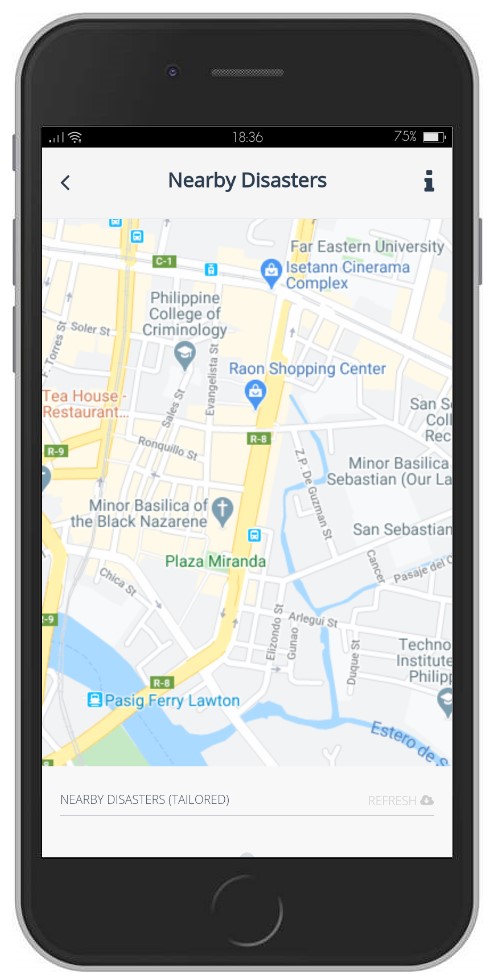 18:36
75%
Nearby Disasters
Far Eastern University
C-1
Isetann Cinerama
Complex
Philippine
College of
Criminology
Soler St
F. Torres St
Evangelista St
Raon Shopping Center
Tea House -
Restaurant...
Sales St
San S
Coll
Rec
R-8
R-9
Ronquillo St
Z.P. De Guzman St
Minor Basilica
Sebastian (Our La
Minor Basilica of
the Black Nazarene
San Sebastian
Plaza Miranda
Cancer
Pasaje del C
Chica St
-9
Elizondo St
Gunao
Arlegui St
Duque St
Techno
Institute
Philipp
R-8
Pasig Ferry Lawton
Estero de S
NEARBY DISASTERS (TAILORED)
REFRESH